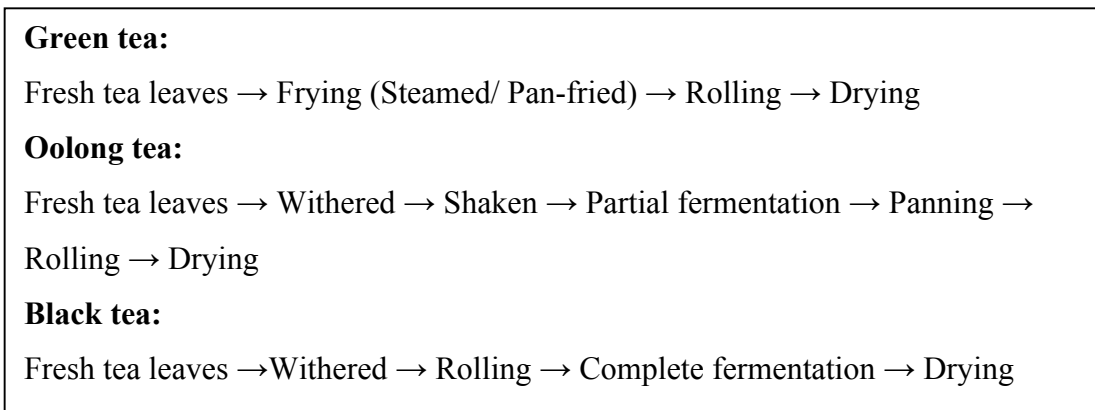 Green tea:
Fresh tea leaves → Frying (Steamed/ Pan-fried) → Rolling → Drying
Oolong tea:
Fresh tea leaves → Withered → Shaken → Partial fermentation → Panning →
Rolling → Drying
Black tea:
Fresh tea leaves →Withered → Rolling → Complete fermentation → Drying